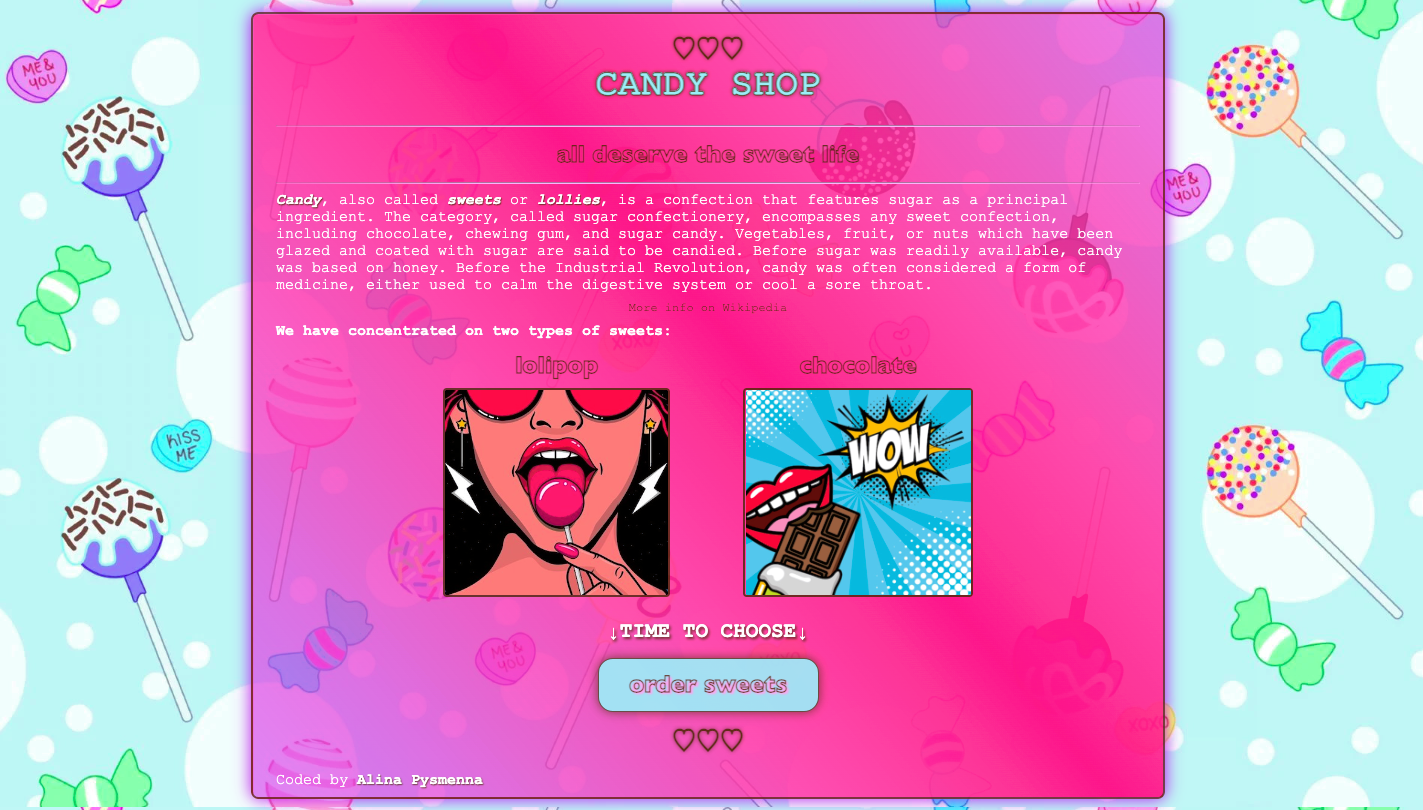 ♡♡♡
CANDY SHOP
all deserve the sweet life
Candy, also called sweets or lollies, is a confection that features sugar as a principal
ingredient. The category, called sugar confectionery, encompasses any sweet confection,
including chocolate, chewing gum, and sugar candy. Vegetables, fruit, or nuts which have been
glazed and coated with sugar are said to be candied. Before sugar was readily available, candy
was based on honey. Before the Industrial Revolution, candy was often considered a form of
medicine, either used to calm the digestive system or cool a sore throat.
More info on Wikipedia
We have concentrated on two types of sweets:
lolipop
chocolate
WOW
↓TIME TO CHOOSE↓
order sweets
♡♡♡
Coded by Alina Pysmenna
ME &
YOU
KISS
ME
ME &
YOU
ME &
YOU
XOXO
XOXO